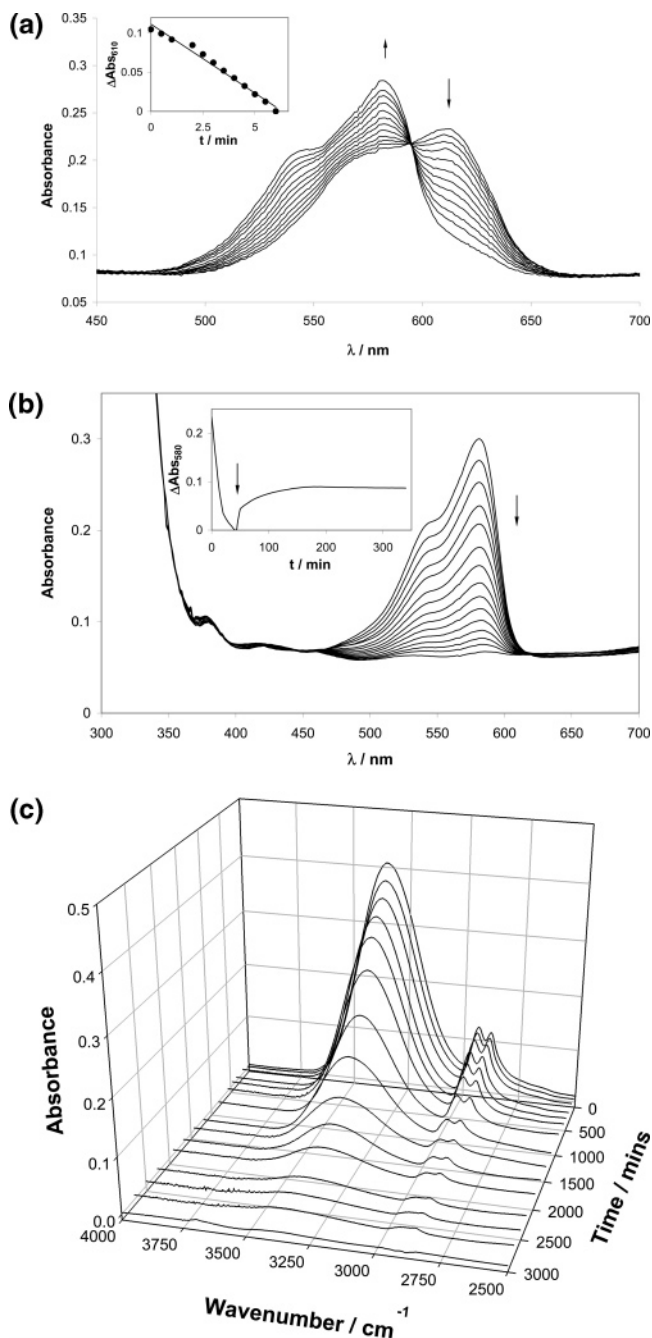 (a)
ΔAbs610
0.1
0.05
0
0 2.5 5
t / min
Absorbance
0.3
0.25
0.2
0.15
0.1
0.05
450 500 550 600 650 700
λ / nm
(b)
ΔAbs580
0.2
0.1
0
0 100 200 300
t / min
Absorbance
0.3
0.2
0.1
0
300 350 400 450 500 550 600 650 700
λ / nm
(c)
Absorbance
0.5
0.4
0.3
0.2
0.1
0.0
4000 3750 3500 3250 3000 2750 2500
Wavenumber / cm -1
0
500
1000
1500
2000
2500
3000
Time / mins